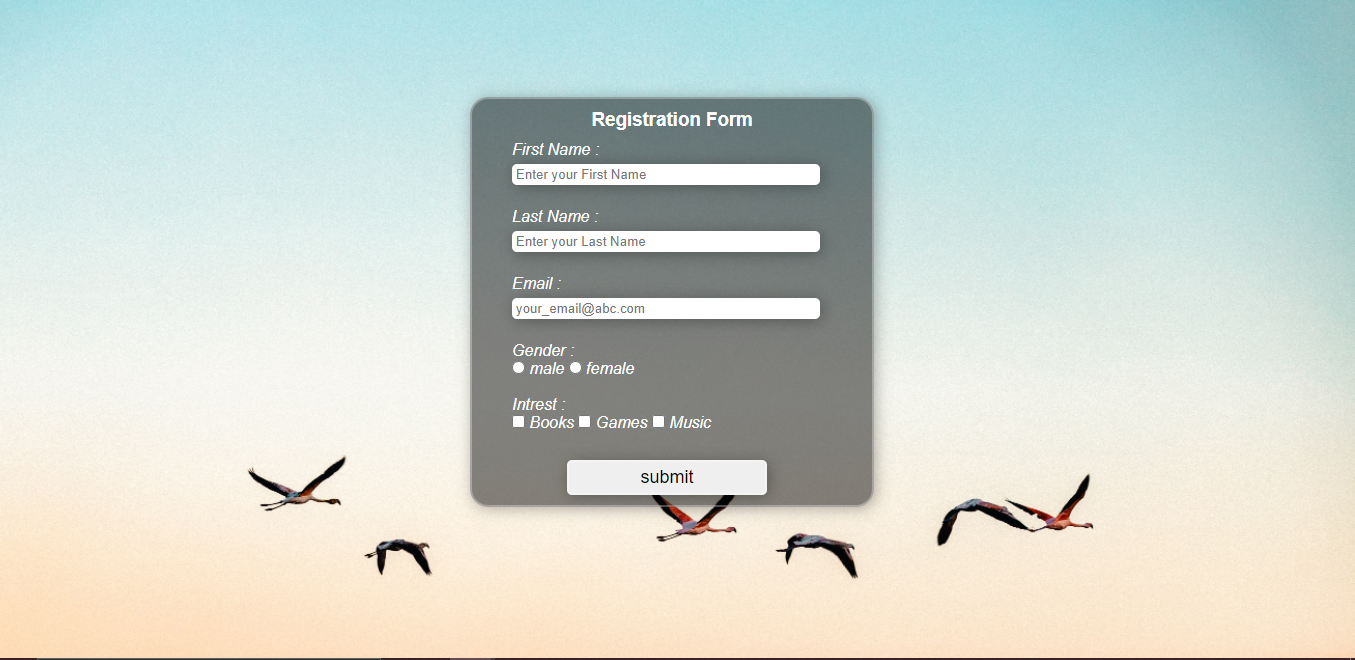 Registration Form
First Name :
Enter your First Name
Last Name :
Enter your Last Name
Email :
your_email@abc.com
Gender :
male female
Intrest :
Books Games Music
submit